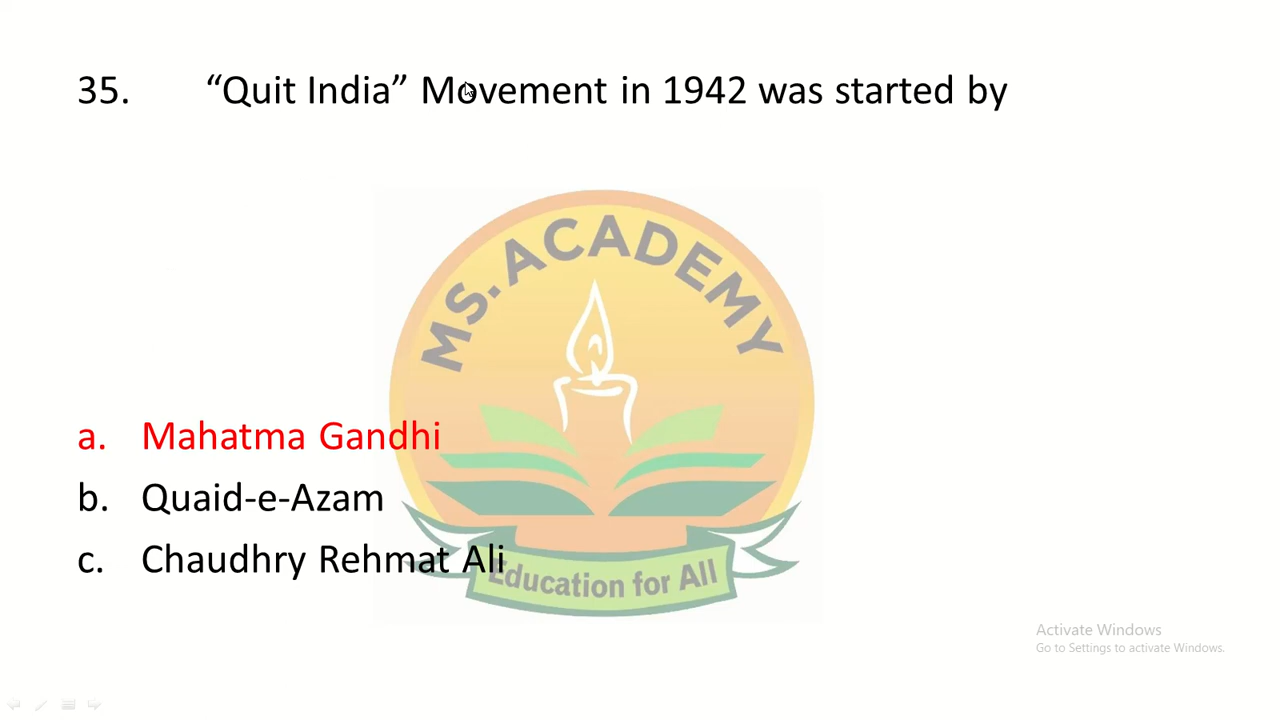 35. “Quit India” Movement in 1942 was started by
MS. ACADEMY
a. Mahatma Gandhi
b. Quaid-e-Azam
c. Chaudhry Rehmat Ali
Education for All
Activate Windows
Go to Settings to activate Windows.